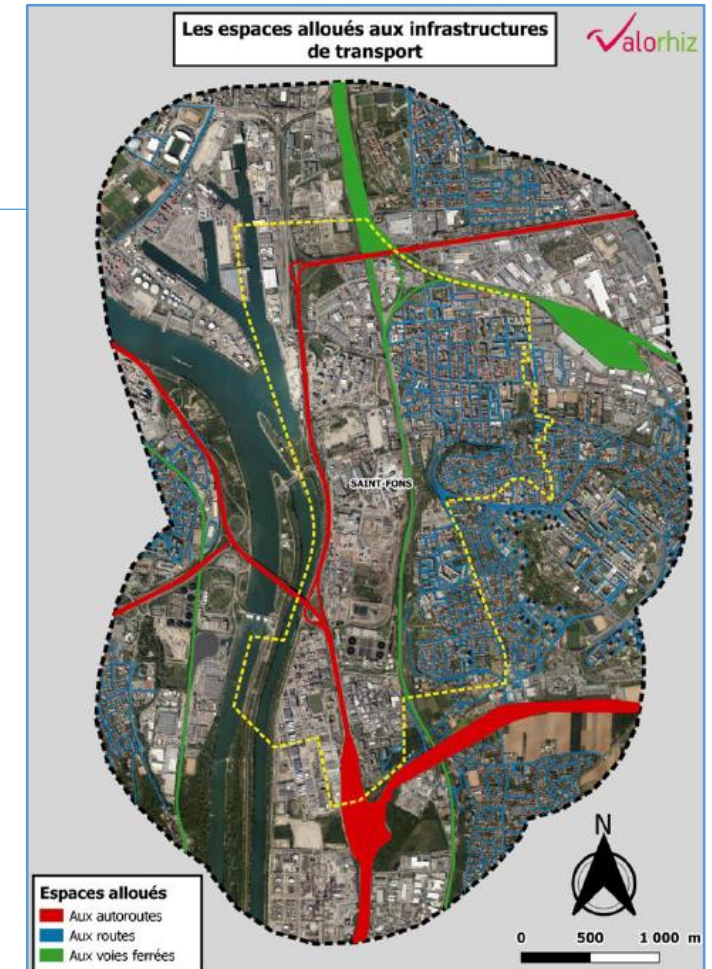 Les espaces alloués aux infrastructures
de transport
Valorhiz
SAINT-FONS
N
Espaces alloués
Aux autoroutes
Aux routes
Aux voies ferrées
0 500 1 000 m